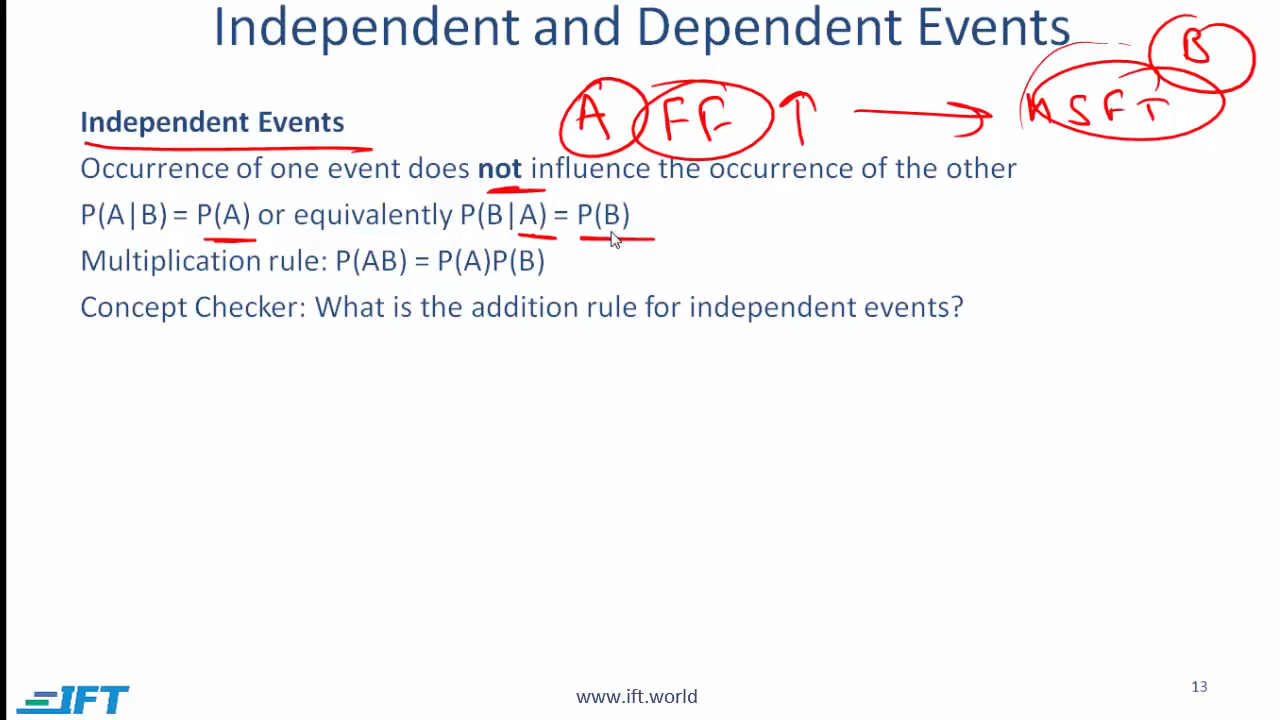 Independent and Dependent Events
B
A FF ↑ → MSFT
Independent Events
Occurrence of one event does not influence the occurrence of the other
P(A|B) = P(A) or equivalently P(B|A) = P(B)
Multiplication rule: P(AB) = P(A)P(B)
Concept Checker: What is the addition rule for independent events?
IFT
www.ift.world
13